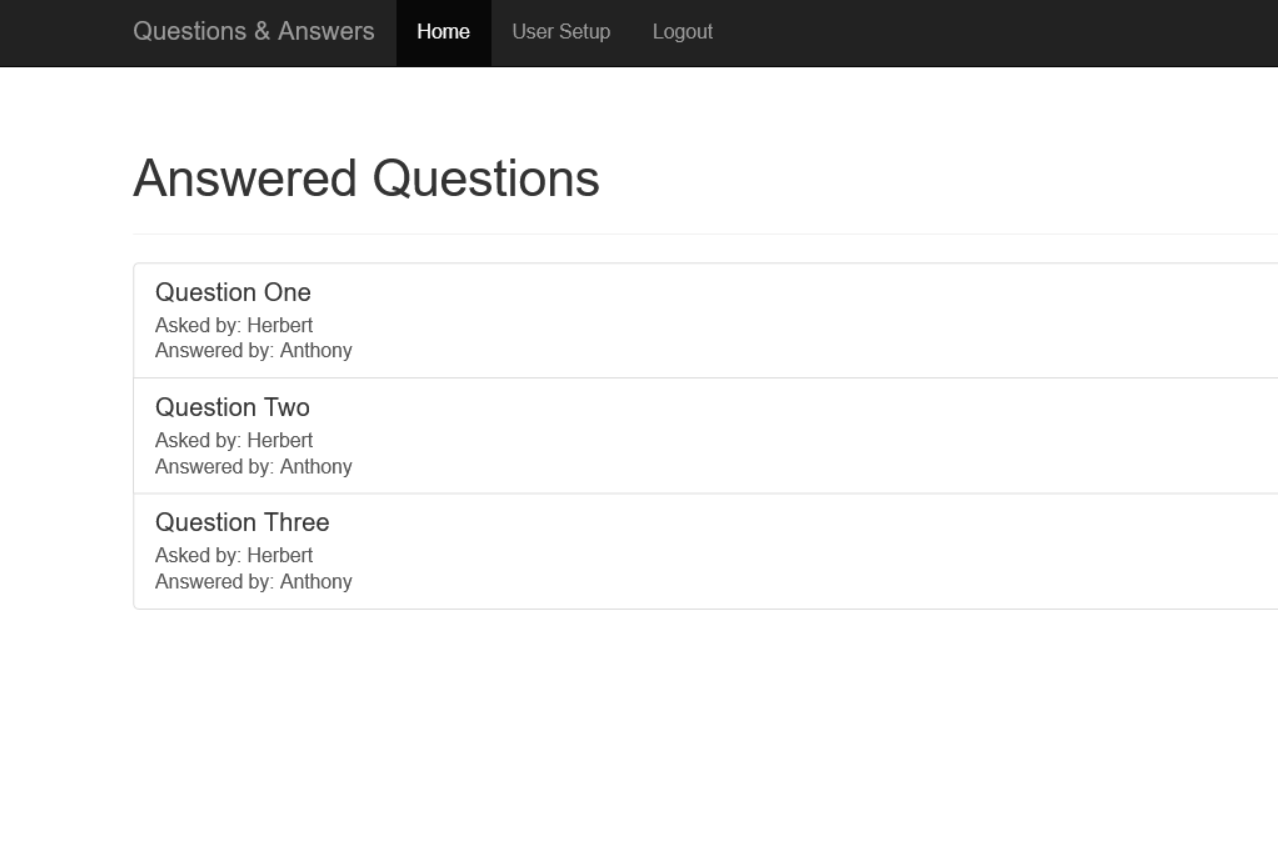 Questions & Answers Home User Setup Logout
Answered Questions
Question One
Asked by: Herbert
Answered by: Anthony
Question Two
Asked by: Herbert
Answered by: Anthony
Question Three
Asked by: Herbert
Answered by: Anthony